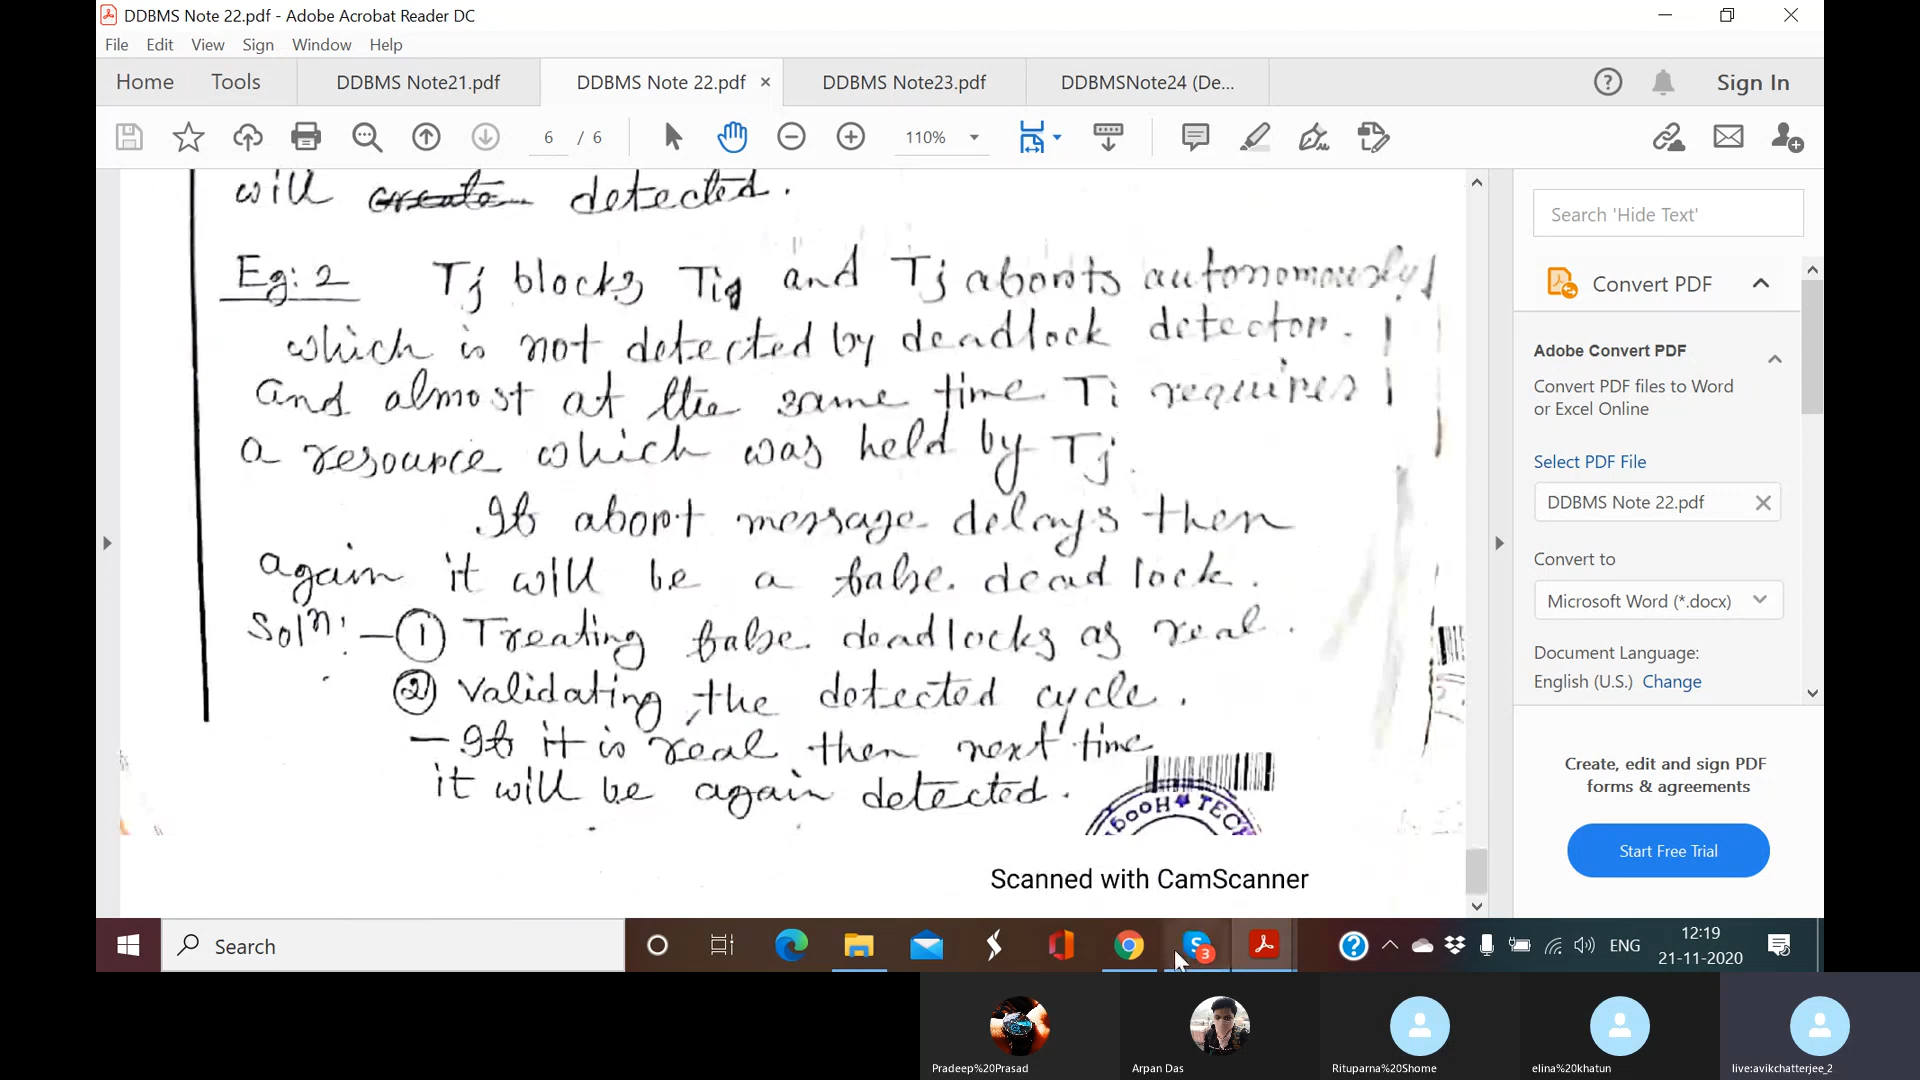 DDBMS Note 22.pdf - Adobe Acrobat Reader DC
File Edit View Sign Window Help
Home Tools DDBMS Note21.pdf DDBMS Note 22.pdf × DDBMS Note23.pdf DDBMSNote24 (De... Sign In
6 / 6 110%
will create detected.
Eg: 2 Tj blocks Ti and Tj aborts autonomously
which is not detected by deadlock detector.
and almost at the same time Ti requires
a resource which was held by Tj.
If abort message delays then
again it will be a false dead lock.
Soln: - ① Treating false deadlocks as real.
② Validating the detected cycle.
- If it is real then next time
it will be again detected.
TECH
Hoogh
Scanned with CamScanner
Search 'Hide Text'
Convert PDF
Adobe Convert PDF
Convert PDF files to Word
or Excel Online
Select PDF File
DDBMS Note 22.pdf
Convert to
Microsoft Word (*.docx)
Document Language:
English (U.S.) Change
Create, edit and sign PDF
forms & agreements
Start Free Trial
Search
3
ENG
12:19
21-11-2020
Pradeep%20Prasad Arpan Das Rituparna%20Shome elina%20khatun live:avikchatterjee_2